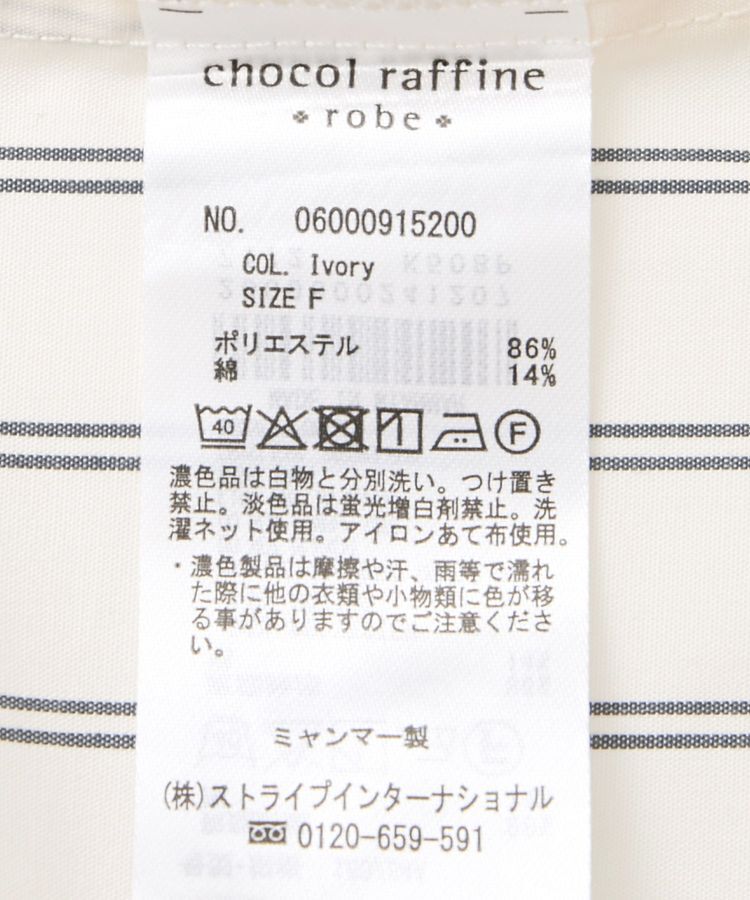 chocol raffine
robe
NO. 06000915200
COL. Ivory
SIZE F
ポリエステル 86%
綿 14%
40 F
濃色品は白物と分別洗い。つけ置き
禁止。淡色品は蛍光増白剤禁止。洗
濯ネット使用。アイロンあて布使用。
・濃色製品は摩擦や汗、雨等で濡れ
た際に他の衣類や小物類に色が移
る事がありますのでご注意くださ
い。
ミャンマー製
(株)ストライプインターナショナル
0120-659-591